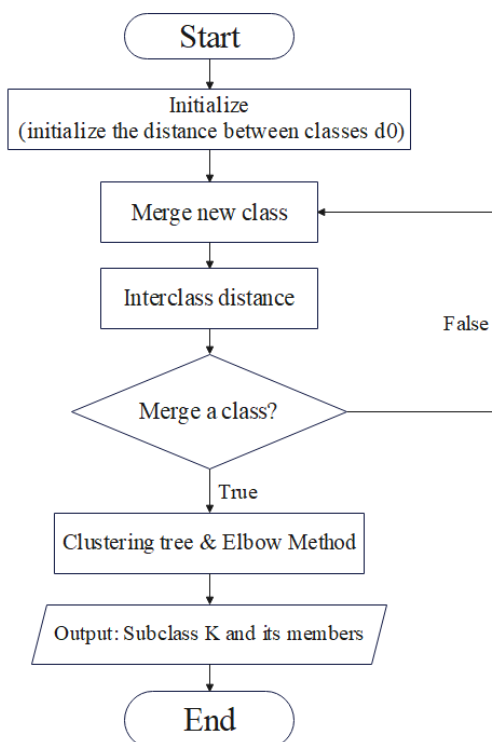 Start
Initialize
(initialize the distance between classes d0)
Merge new class
Interclass distance
False
Merge a class?
True
Clustering tree & Elbow Method
Output: Subclass K and its members
End